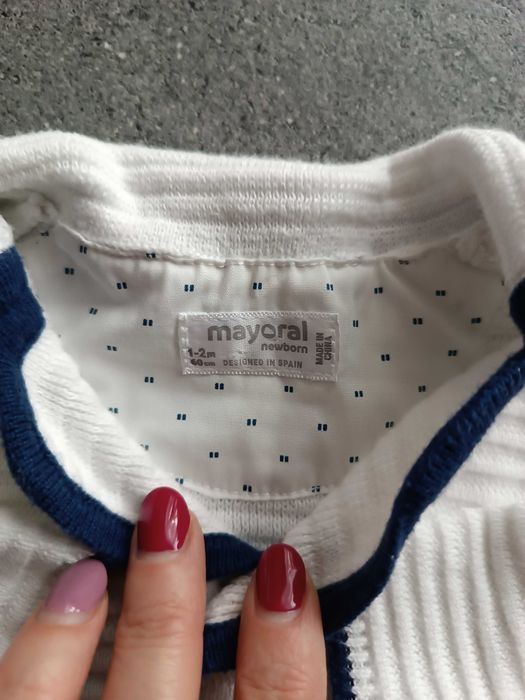 mayoral
newborn
1-2m
60cm
DESIGNED IN SPAIN
MADE IN
CHINA